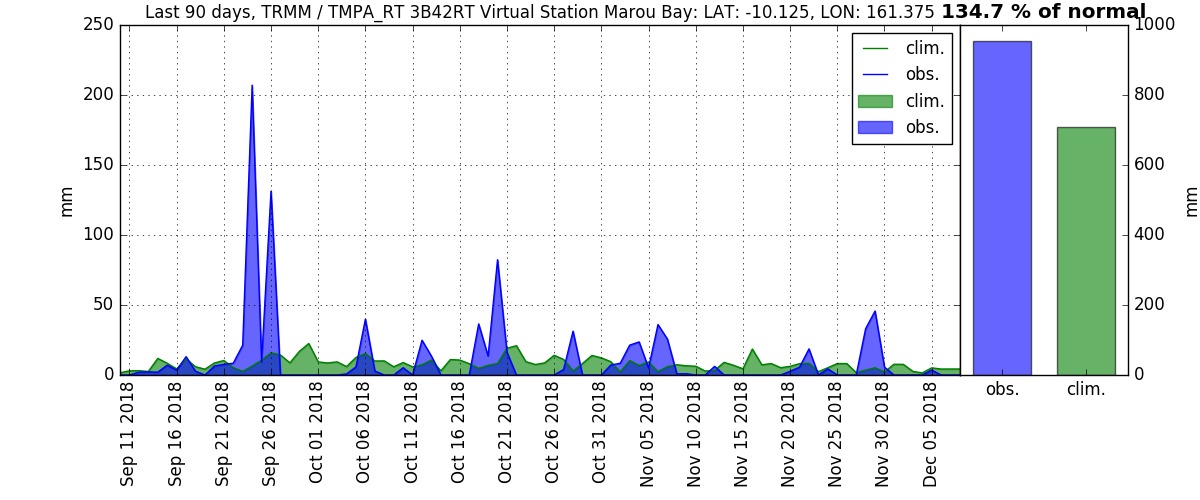 Last 90 days, TRMM / TMPA_RT 3B42RT Virtual Station Marou Bay: LAT: -10.125, LON: 161.375 134.7 % of normal
250
200
150
100
50
0
mm
clim.
obs.
clim.
obs.
1000
800
600
400
200
0
mm
obs.
clim.
Sep 11 2018
Sep 16 2018
Sep 21 2018
Sep 26 2018
Oct 01 2018
Oct 06 2018
Oct 11 2018
Oct 16 2018
Oct 21 2018
Oct 26 2018
Oct 31 2018
Nov 05 2018
Nov 10 2018
Nov 15 2018
Nov 20 2018
Nov 25 2018
Nov 30 2018
Dec 05 2018